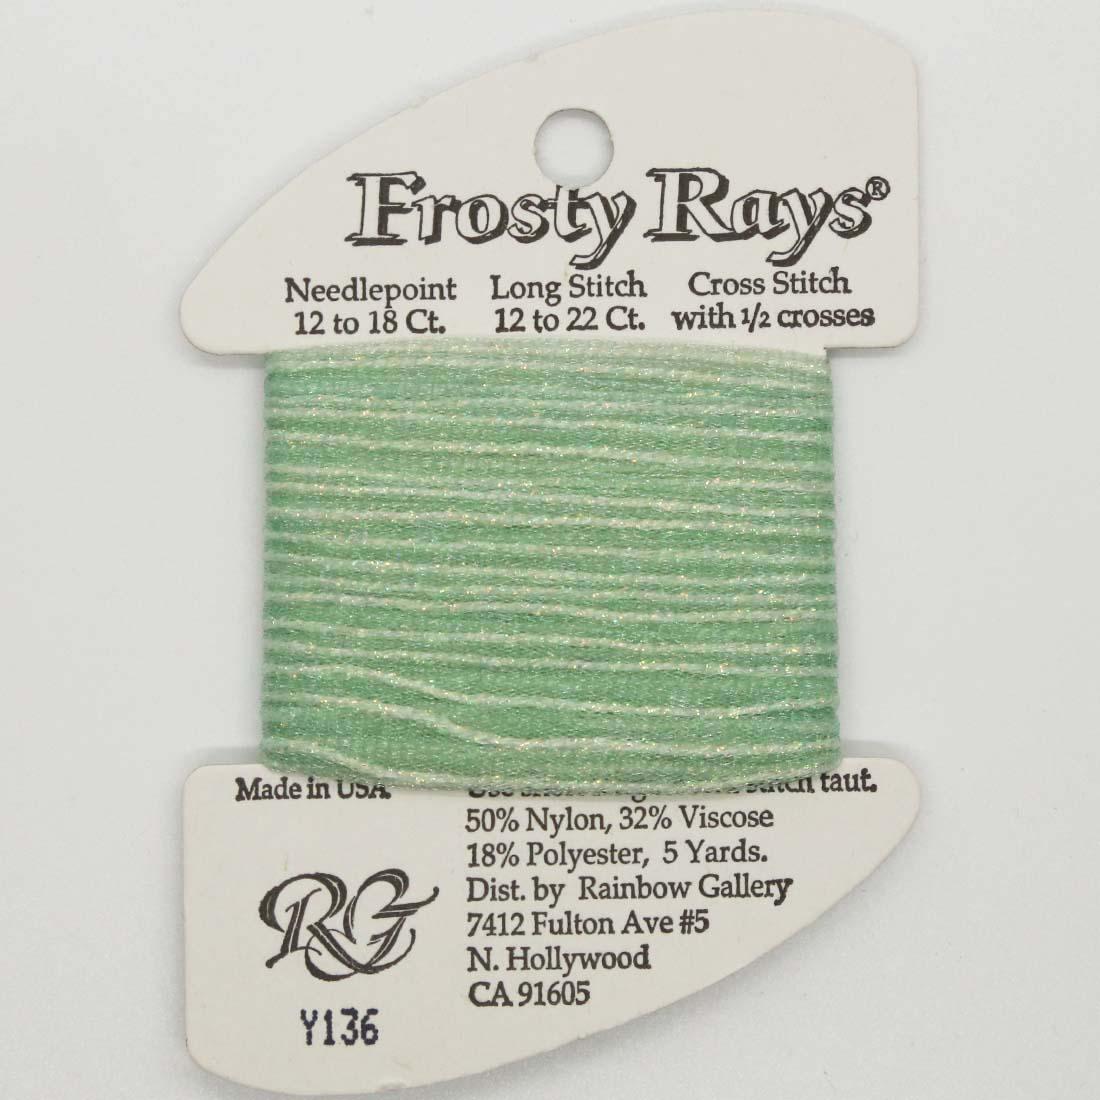 Frosty Rays®
Needlepoint
12 to 18 Ct.
Long Stitch
12 to 22 Ct.
Cross Stitch
with 1/2 crosses
Made in USA.
stitch taut.
50% Nylon, 32% Viscose
18% Polyester, 5 Yards.
Dist. by Rainbow Gallery
7412 Fulton Ave #5
N. Hollywood
CA 91605
RG
Y136